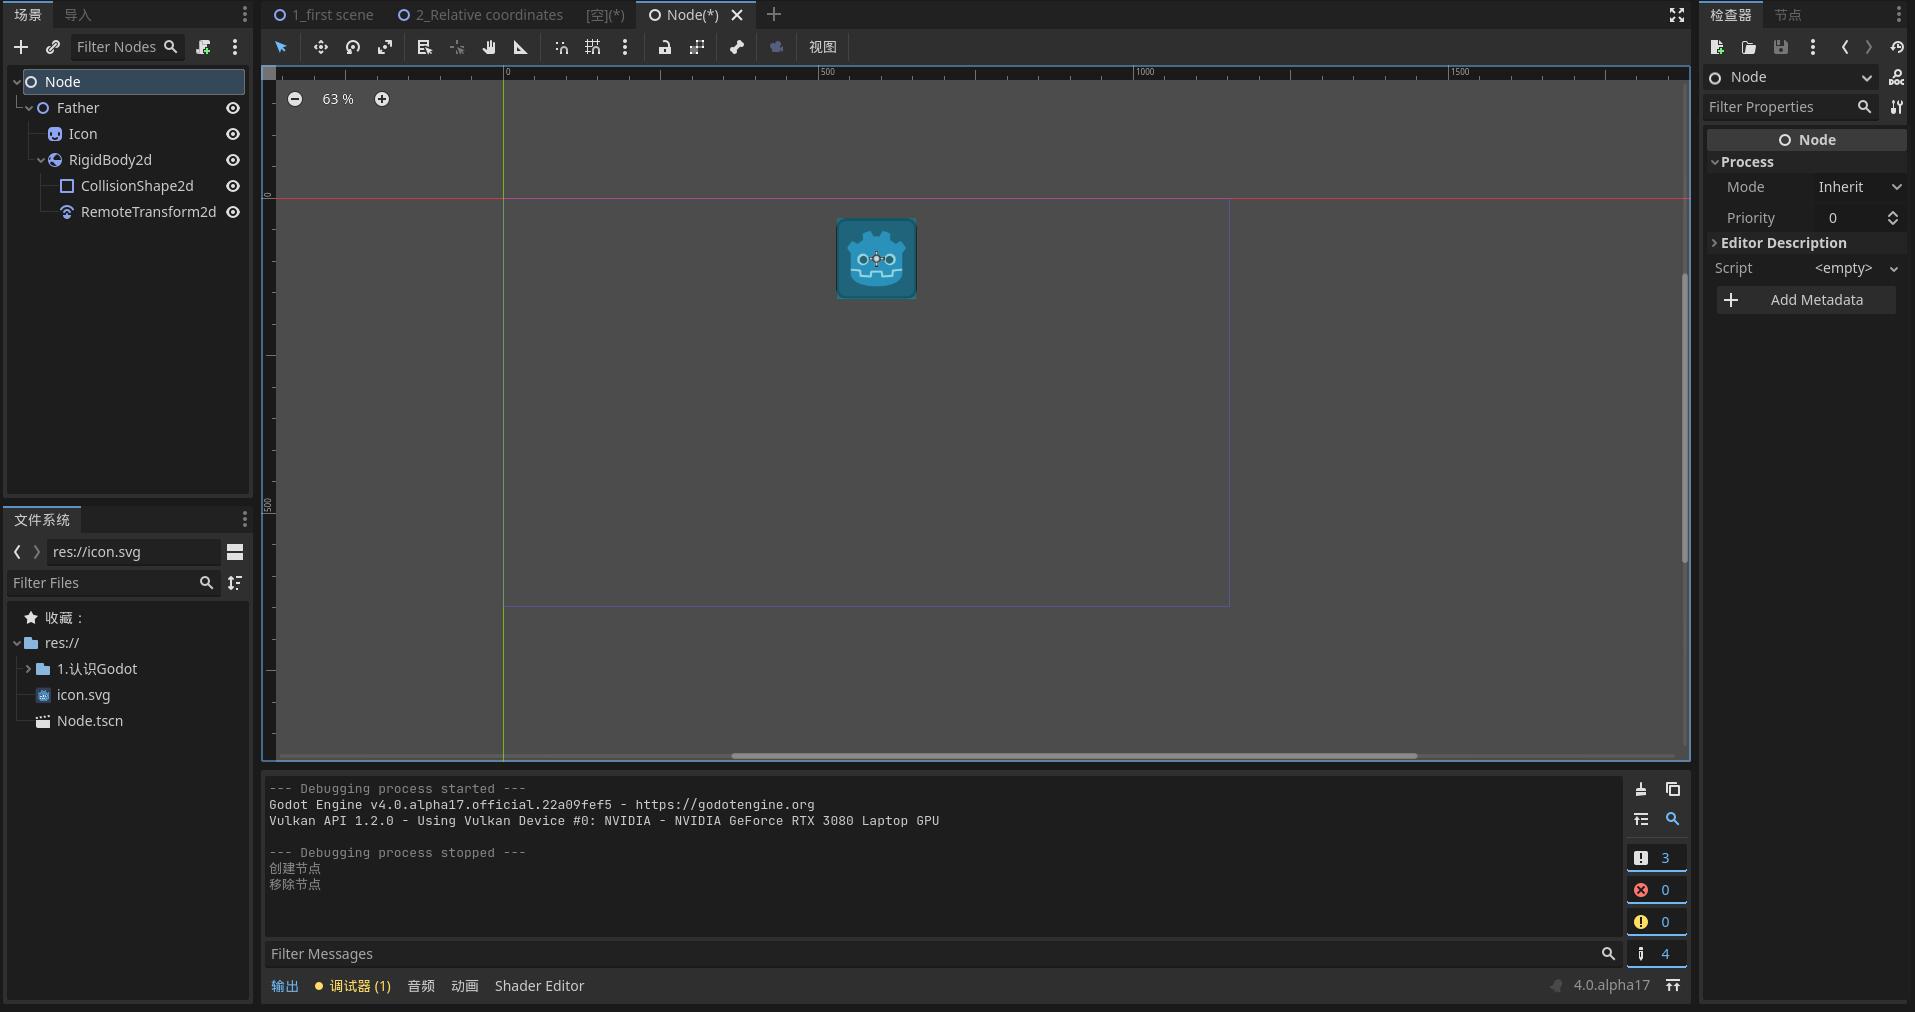 场景 导入
Filter Nodes
Node
Father
Icon
RigidBody2d
CollisionShape2d
RemoteTransform2d
文件系统
res://icon.svg
Filter Files
收藏：
res://
1.认识Godot
icon.svg
Node.tscn
1_first scene 2_Relative coordinates [空](*) Node(*)
视图
0 500 1000 1500
63 %
0
500
--- Debugging process started ---
Godot Engine v4.0.alpha17.official.22a09fef5 - https://godotengine.org
Vulkan API 1.2.0 - Using Vulkan Device #0: NVIDIA - NVIDIA GeForce RTX 3080 Laptop GPU
--- Debugging process stopped ---
创建节点
移除节点
3
0
0
4
Filter Messages
输出 调试器 (1) 音频 动画 Shader Editor
4.0.alpha17
检查器 节点
Node
DOC
Filter Properties
Node
Process
Mode Inherit
Priority 0
Editor Description
Script <empty>
Add Metadata